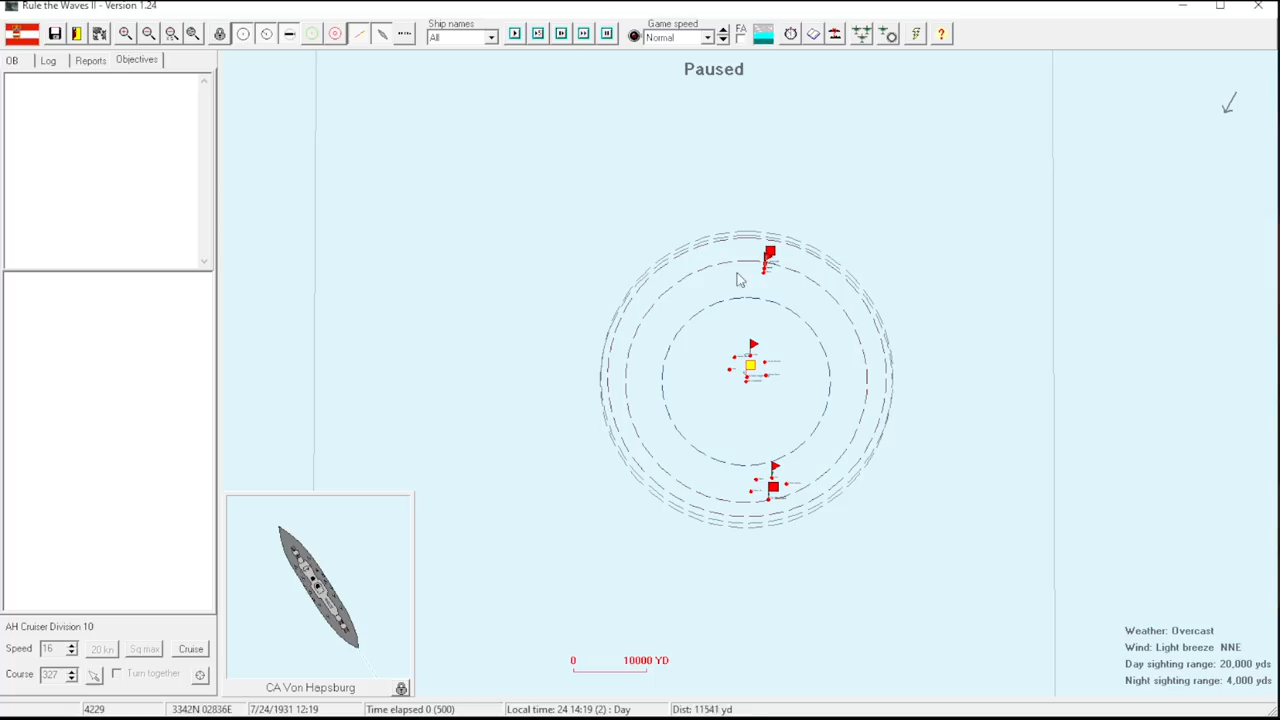 Rule the Waves II - Version 1.24
Ship names
All
Game speed
Normal
FA
?
OB
Log
Reports
Objectives
Paused
AH Cruiser Division 10
Speed 16 20 kn Sq max Cruise
Course 327 Turn together
CA Von Hapsburg
0 10000 YD
Weather: Overcast
Wind: Light breeze NNE
Day sighting range: 20,000 yds
Night sighting range: 4,000 yds
4229 3342N 02836E 7/24/1931 12:19 Time elapsed 0 (500) Local time: 24 14:19 (2) : Day Dist: 11541 yd